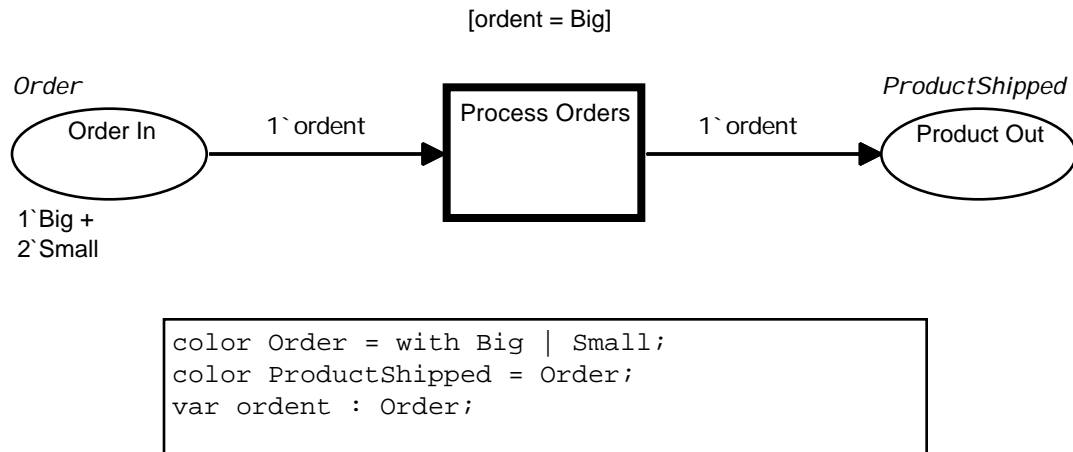 [ordent = Big]
Order
ProductShipped
Order In
1`ordent
Process Orders
1`ordent
Product Out
1`Big +
2`Small
color Order = with Big | Small;
color ProductShipped = Order;
var ordent : Order;